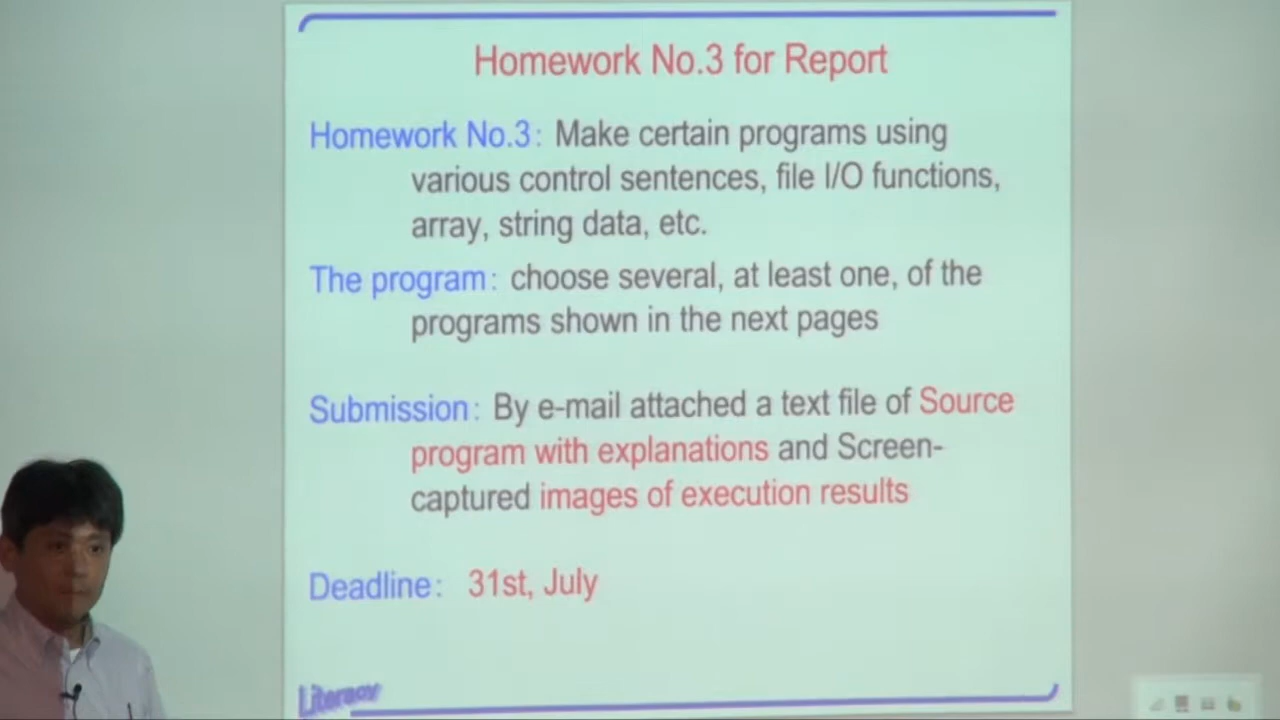 Homework No.3 for Report
Homework No.3: Make certain programs using
various control sentences, file I/O functions,
array, string data, etc.
The program: choose several, at least one, of the
programs shown in the next pages
Submission: By e-mail attached a text file of Source
program with explanations and Screen-
captured images of execution results
Deadline: 31st, July
Literacy